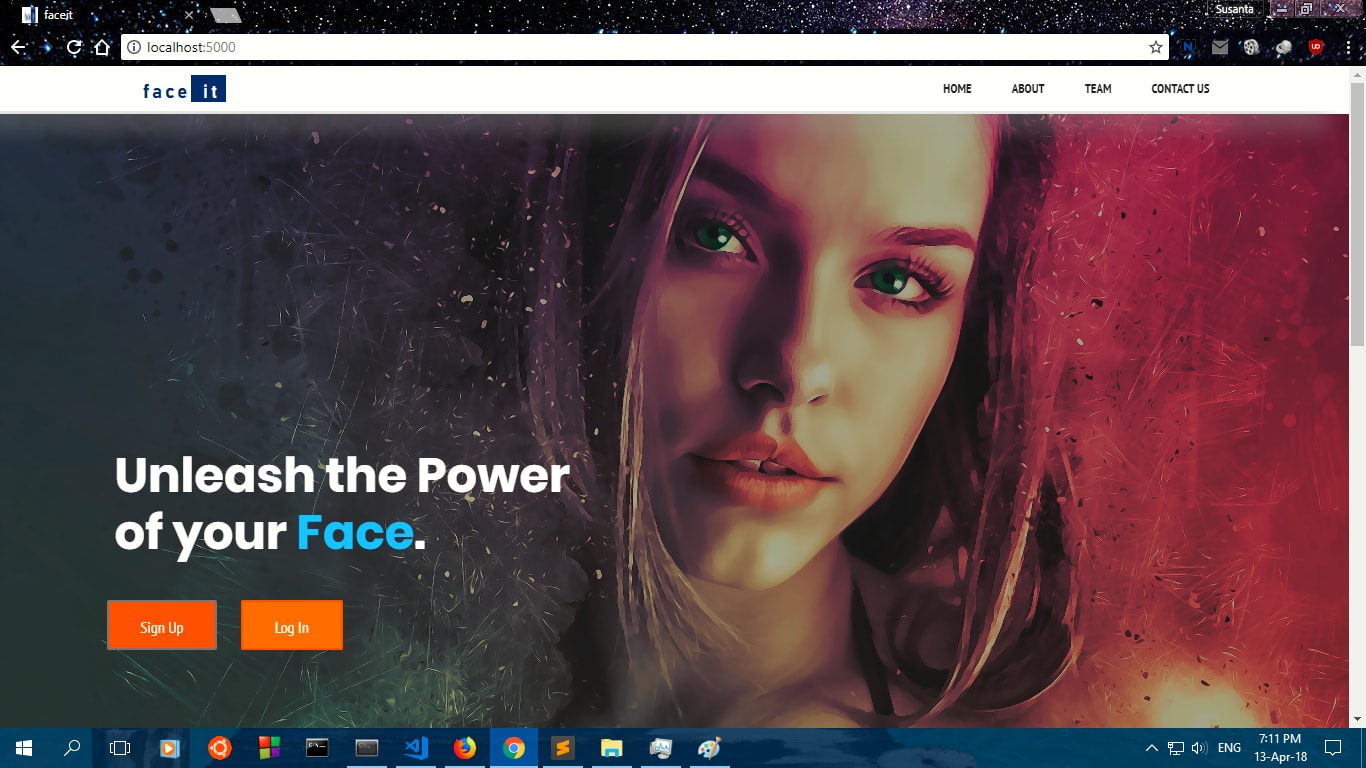 faceit
Susanta
localhost:5000
face it
HOME ABOUT TEAM CONTACT US
Unleash the Power
of your Face.
Sign Up Log In
ENG
7:11 PM
13-Apr-18